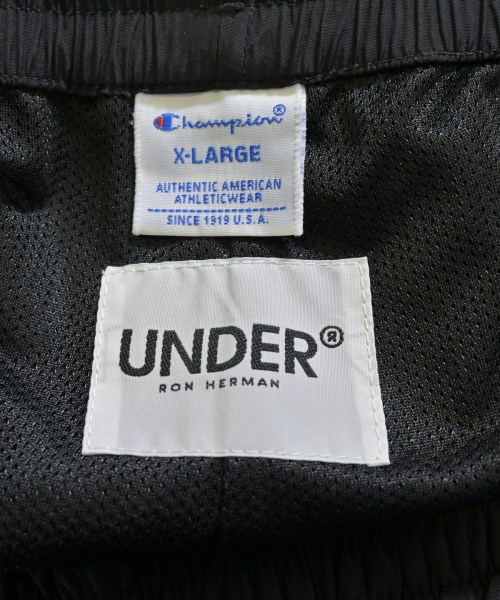 Champion®
X-LARGE
AUTHENTIC AMERICAN
ATHLETICWEAR
SINCE 1919 U.S.A.
UNDER®
RON HERMAN